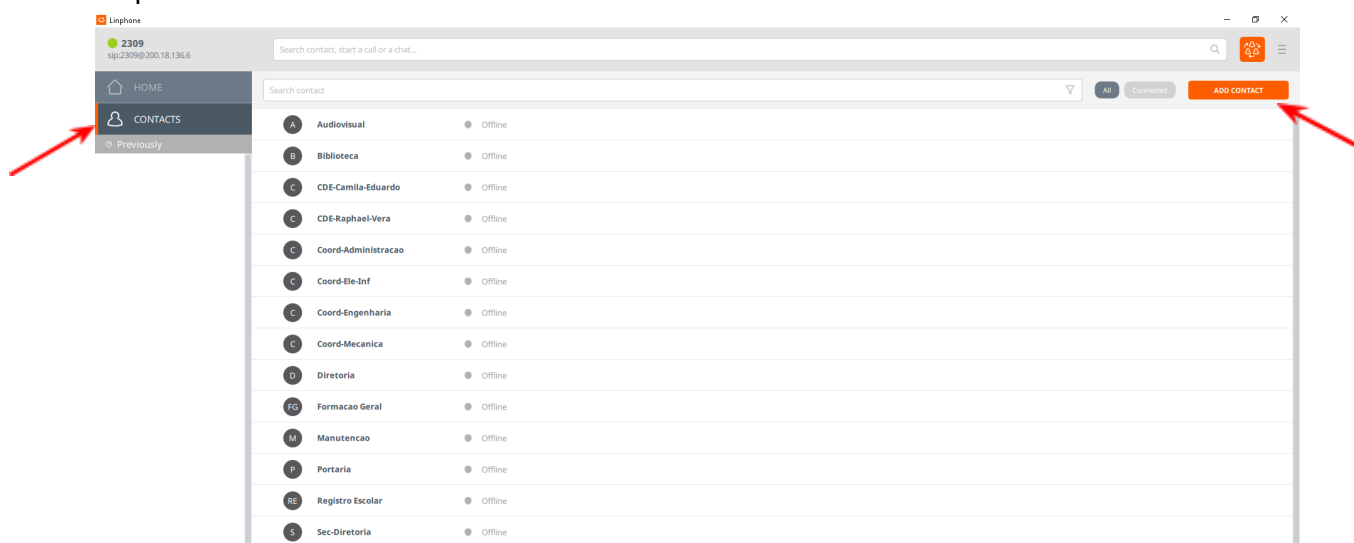 Linphone
2309
sip:2309@200.18.136.6
Search contact, start a call or a chat...
HOME
CONTACTS
Previously
Search contact
All
Connected
ADD CONTACT
A Audiovisual Offline
B Biblioteca Offline
C CDE-Camila-Eduardo Offline
C CDE-Raphael-Vera Offline
C Coord-Administracao Offline
C Coord-Ele-Inf Offline
C Coord-Engenharia Offline
C Coord-Mecanica Offline
D Diretoria Offline
FG Formacao Geral Offline
M Manutencao Offline
P Portaria Offline
RE Registro Escolar Offline
S Sec-Diretoria Offline